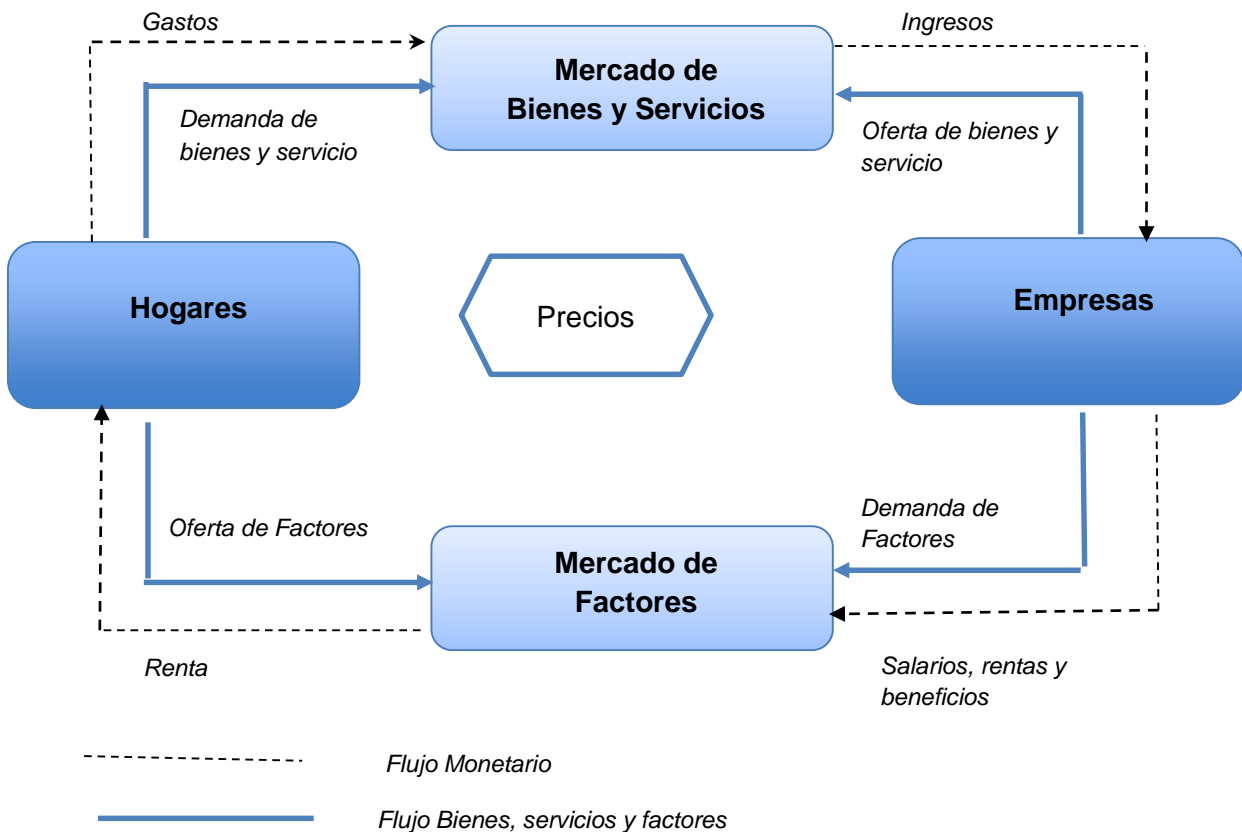 Gastos
Ingresos
Mercado de
Bienes y Servicios
Demanda de
bienes y servicio
Oferta de bienes y
servicio
Hogares
Precios
Empresas
Oferta de Factores
Mercado de
Factores
Demanda de
Factores
Renta
Salarios, rentas y
beneficios
Flujo Monetario
Flujo Bienes, servicios y factores